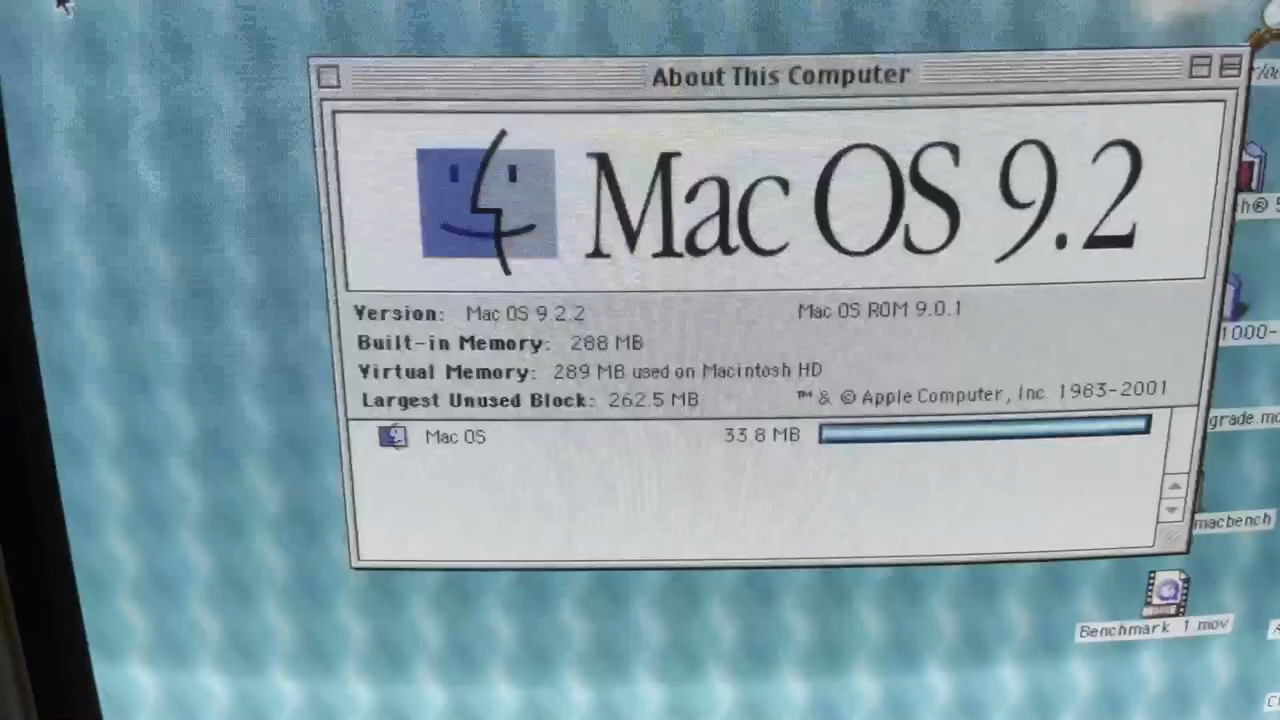 About This Computer
Mac OS 9.2
Version: Mac OS 9.2.2 Mac OS ROM 9.0.1
Built-in Memory: 288 MB
Virtual Memory: 289 MB used on Macintosh HD
Largest Unused Block: 262.5 MB ™ & © Apple Computer, Inc. 1983-2001
Mac OS 33.8 MB
h® 5
1000-
grade.mo
macbench
Benchmark 1.mov